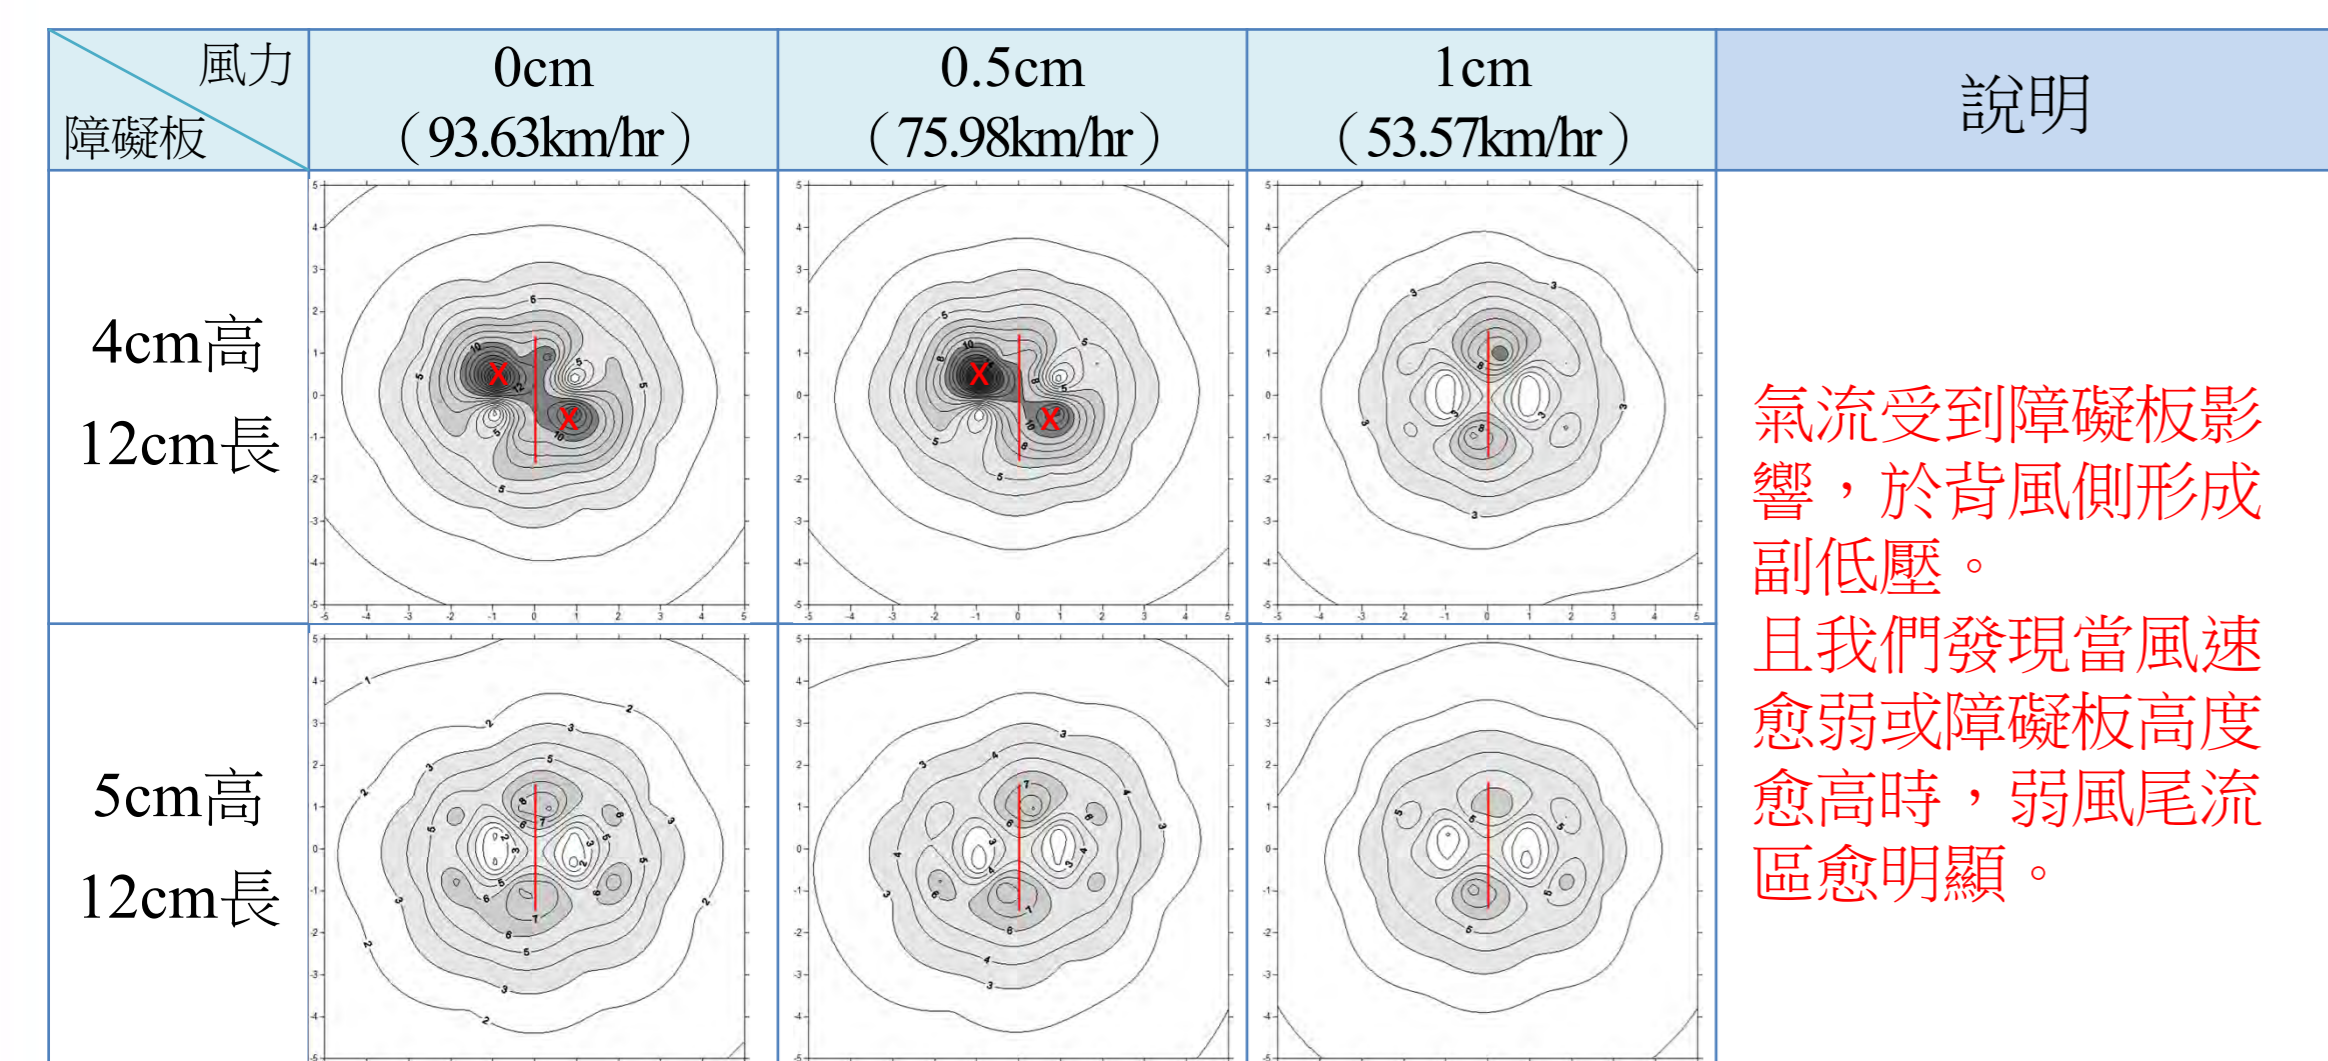 風力
障礙板
0cm
（93.63km/hr）
0.5cm
（75.98km/hr）
1cm
（53.57km/hr）
說明
4cm高
12cm長
X
X
X
X
5cm高
12cm長
氣流受到障礙板影
響，於背風側形成
副低壓。
且我們發現當風速
愈弱或障礙板高度
愈高時，弱風尾流
區愈明顯。